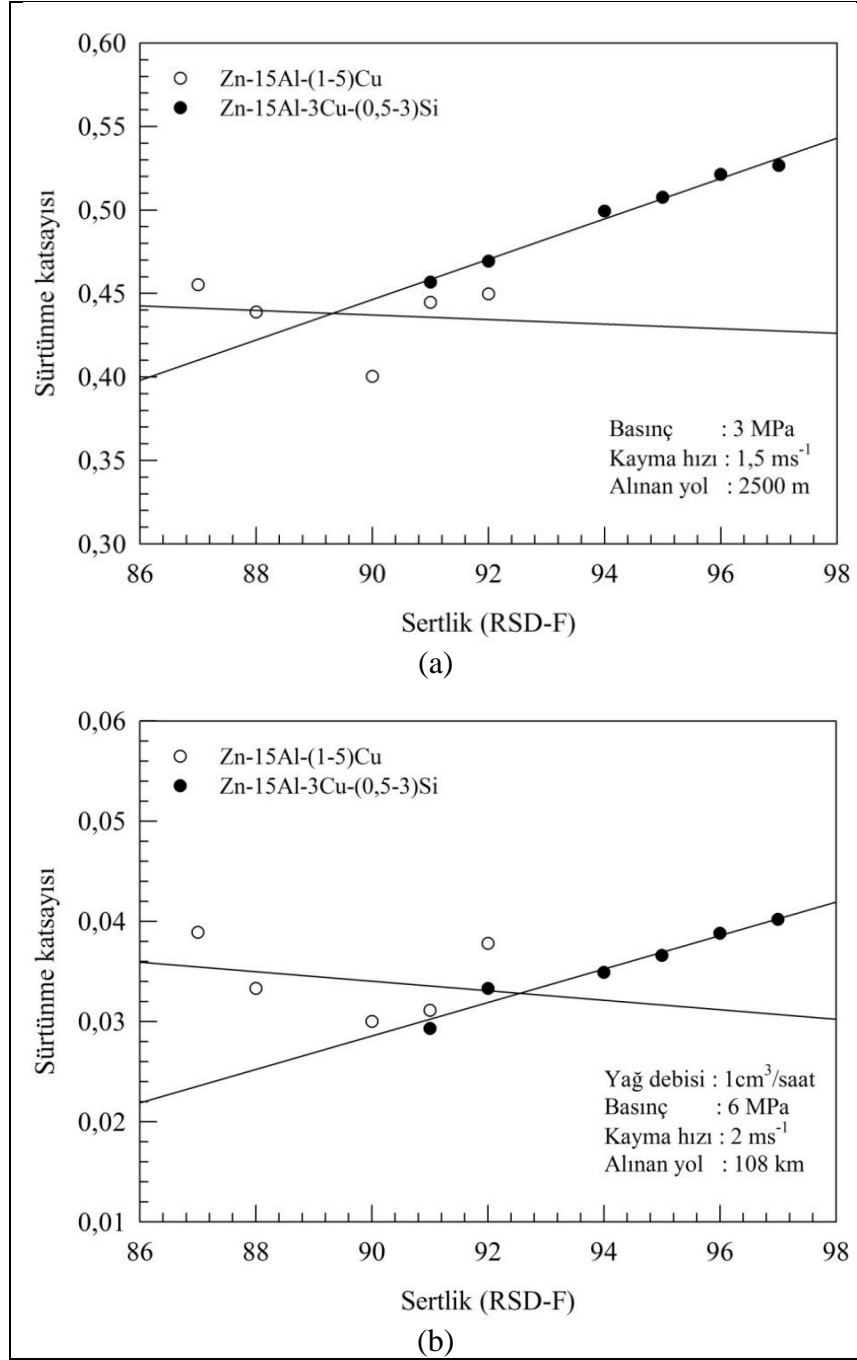 0,60
0,55
0,50
0,45
0,40
0,35
0,30
Sürtünme katsayısı
Zn-15Al-(1-5)Cu
Zn-15Al-3Cu-(0,5-3)Si
Basınç : 3 MPa
Kayma hızı : 1,5 ms⁻¹
Alınan yol : 2500 m
86 88 90 92 94 96 98
Sertlik (RSD-F)
(a)
0,06
0,05
0,04
0,03
0,02
0,01
Sürtünme katsayısı
Zn-15Al-(1-5)Cu
Zn-15Al-3Cu-(0,5-3)Si
Yağ debisi : 1cm³/saat
Basınç : 6 MPa
Kayma hızı : 2 ms⁻¹
Alınan yol : 108 km
86 88 90 92 94 96 98
Sertlik (RSD-F)
(b)